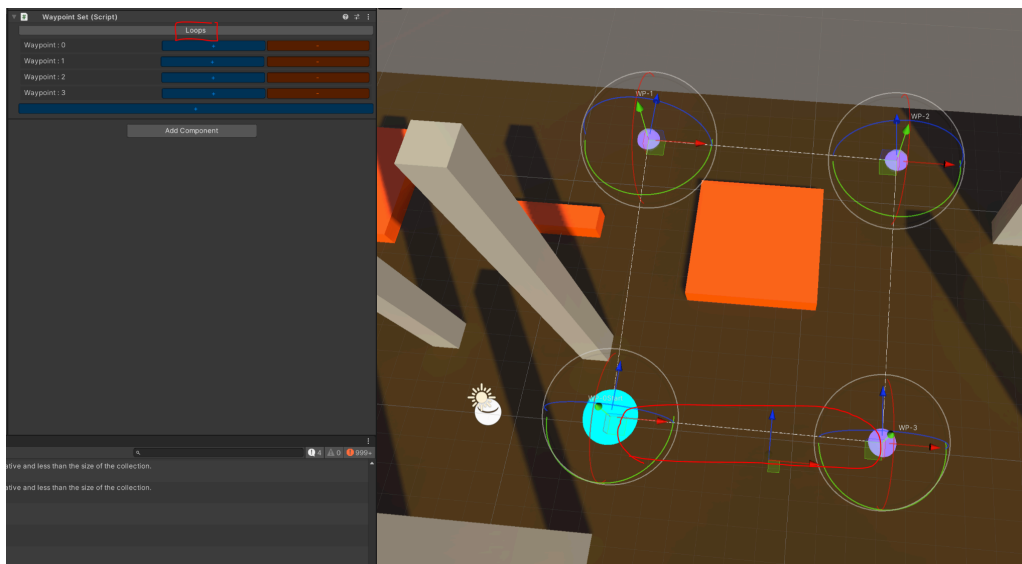 Waypoint Set (Script)
Loops
Waypoint : 0
+
-
Waypoint : 1
+
-
Waypoint : 2
+
-
Waypoint : 3
+
-
+
Add Component
4
0
999+
ative and less than the size of the collection.
ative and less than the size of the collection.
WP-1
WP-2
WP-3